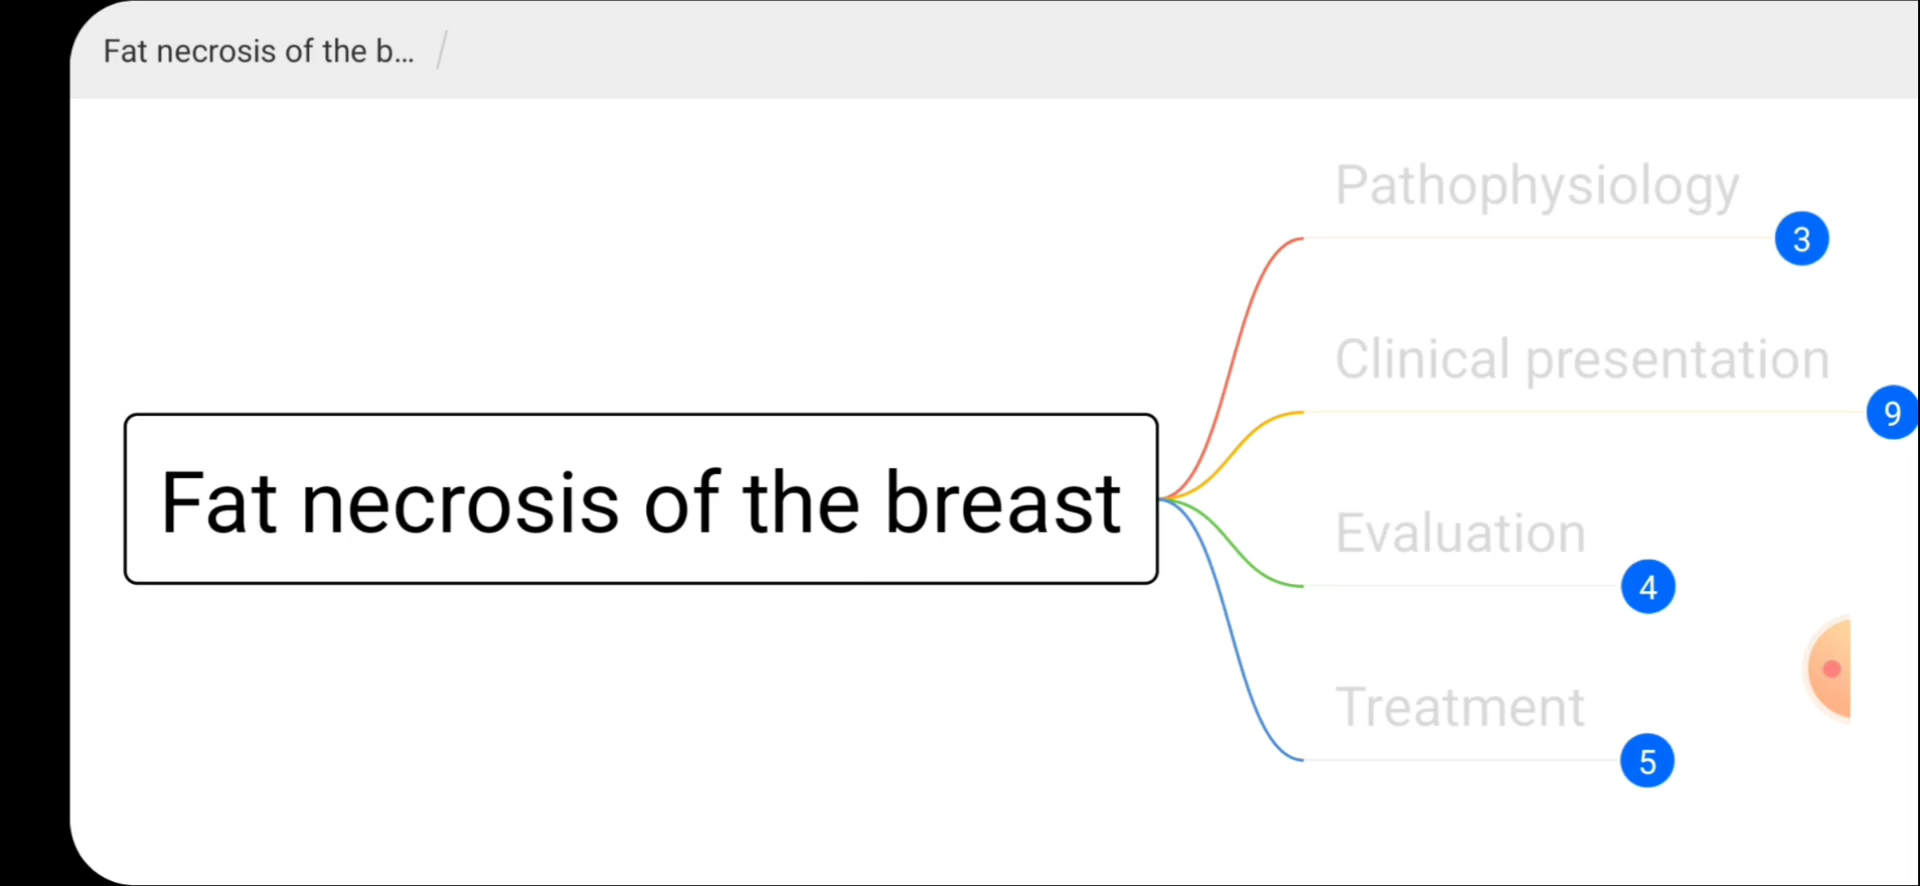 Fat necrosis of the b...
Pathophysiology
3
Clinical presentation
9
Fat necrosis of the breast
Evaluation
4
Treatment
5